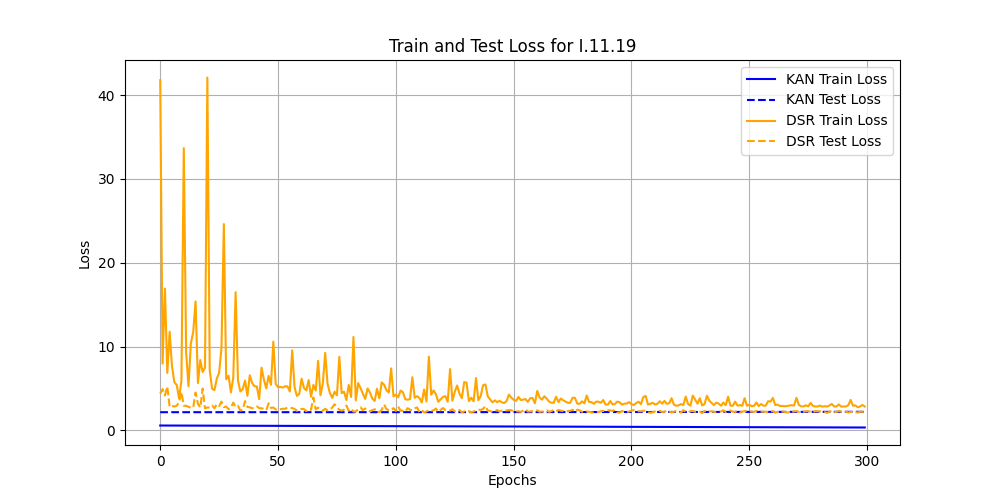 Train and Test Loss for I.11.19
KAN Train Loss
KAN Test Loss
DSR Train Loss
DSR Test Loss
Loss
40
30
20
10
0
0 50 100 150 200 250 300
Epochs